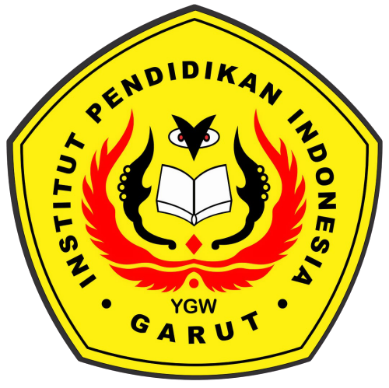 INSTITUT PENDIDIKAN INDONESIA
YGW
• GARUT •